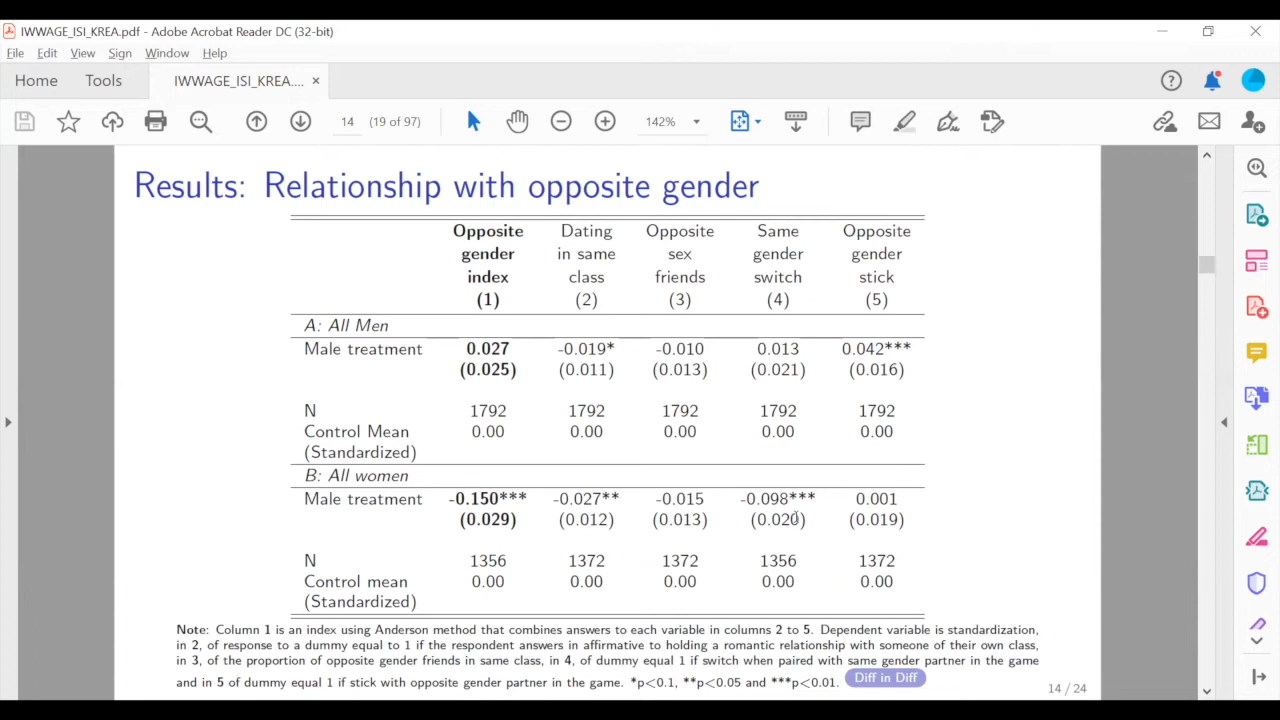 IWWAGE_ISI_KREA.pdf - Adobe Acrobat Reader DC (32-bit)
File Edit View Sign Window Help
Home Tools IWWAGE_ISI_KREA.... ×
14 (19 of 97) 142%
Results: Relationship with opposite gender
Opposite Dating Opposite Same Opposite
gender in same sex gender gender
index class friends switch stick
(1) (2) (3) (4) (5)
A: All Men
Male treatment 0.027 -0.019* -0.010 0.013 0.042***
(0.025) (0.011) (0.013) (0.021) (0.016)
N 1792 1792 1792 1792 1792
Control Mean 0.00 0.00 0.00 0.00 0.00
(Standardized)
B: All women
Male treatment -0.150*** -0.027** -0.015 -0.098*** 0.001
(0.029) (0.012) (0.013) (0.020) (0.019)
N 1356 1372 1372 1356 1372
Control mean 0.00 0.00 0.00 0.00 0.00
(Standardized)
Note: Column 1 is an index using Anderson method that combines answers to each variable in columns 2 to 5. Dependent variable is standardization,
in 2, of response to a dummy equal to 1 if the respondent answers in affirmative to holding a romantic relationship with someone of their own class,
in 3, of the proportion of opposite gender friends in same class, in 4, of dummy equal 1 if switch when paired with same gender partner in the game
and in 5 of dummy equal 1 if stick with opposite gender partner in the game. *p<0.1, **p<0.05 and ***p<0.01. Diff in Diff
14 / 24